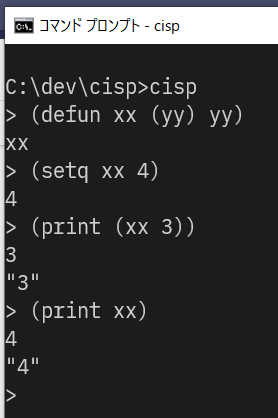 コマンド プロンプト - cisp
C:\dev\cisp>cisp
> (defun xx (yy) yy)
xx
> (setq xx 4)
4
> (print (xx 3))
3
"3"
> (print xx)
4
"4"
>